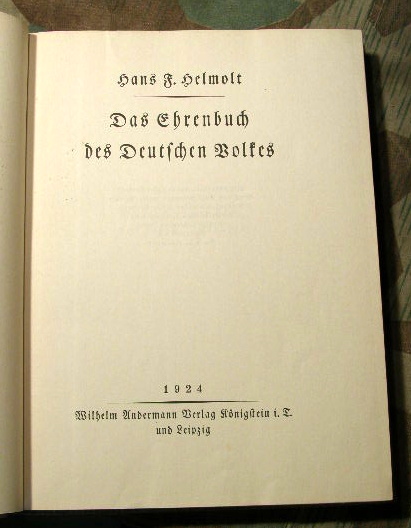 Hans F. Helmolt
Das Ehrenbuch
des Deutschen Volkes
1924
Wilhelm Andermann Verlag Königstein i. T.
und Leipzig